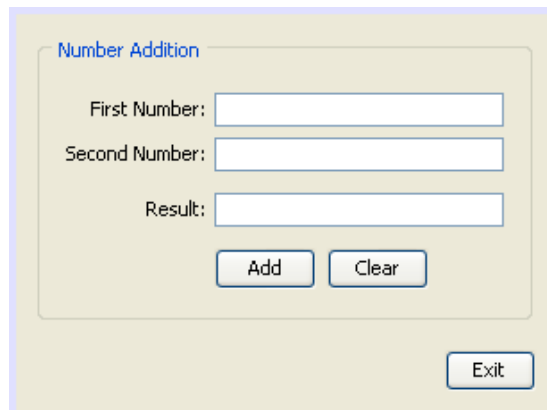 Number Addition
First Number:
Second Number:
Result:
Add Clear
Exit